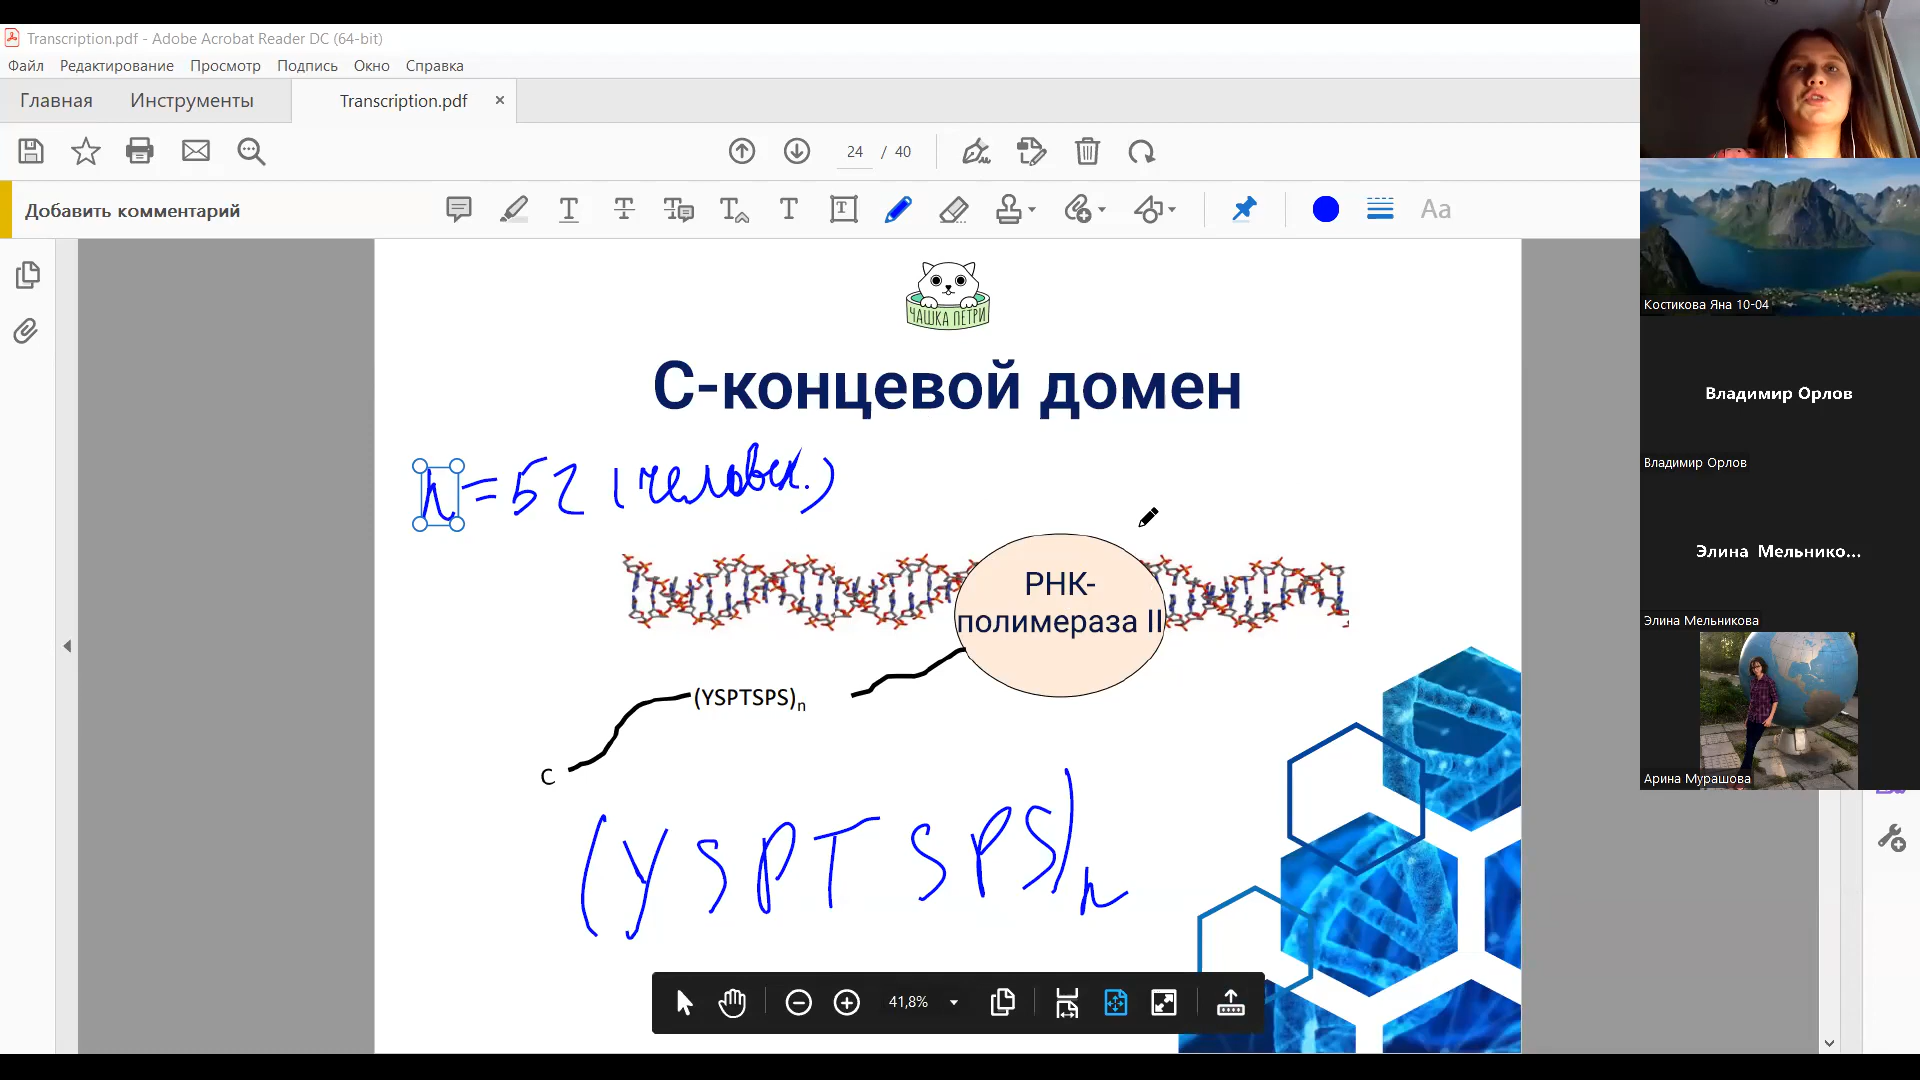 Transcription.pdf - Adobe Acrobat Reader DC (64-bit)
Файл Редактирование Просмотр Подпись Окно Справка
Главная Инструменты Transcription.pdf ×
24 / 40
Добавить комментарий
Aa
ЧАШКА ПЕТРИ
С-концевой домен
n = 52 (человек.)
РНК-
полимераза II
(YSPTSPS)n
C
(YSPTSPS)n
41,8%
Костикова Яна 10-04
Владимир Орлов
Владимир Орлов
Элина Мельнико...
Элина Мельникова
Арина Мурашова